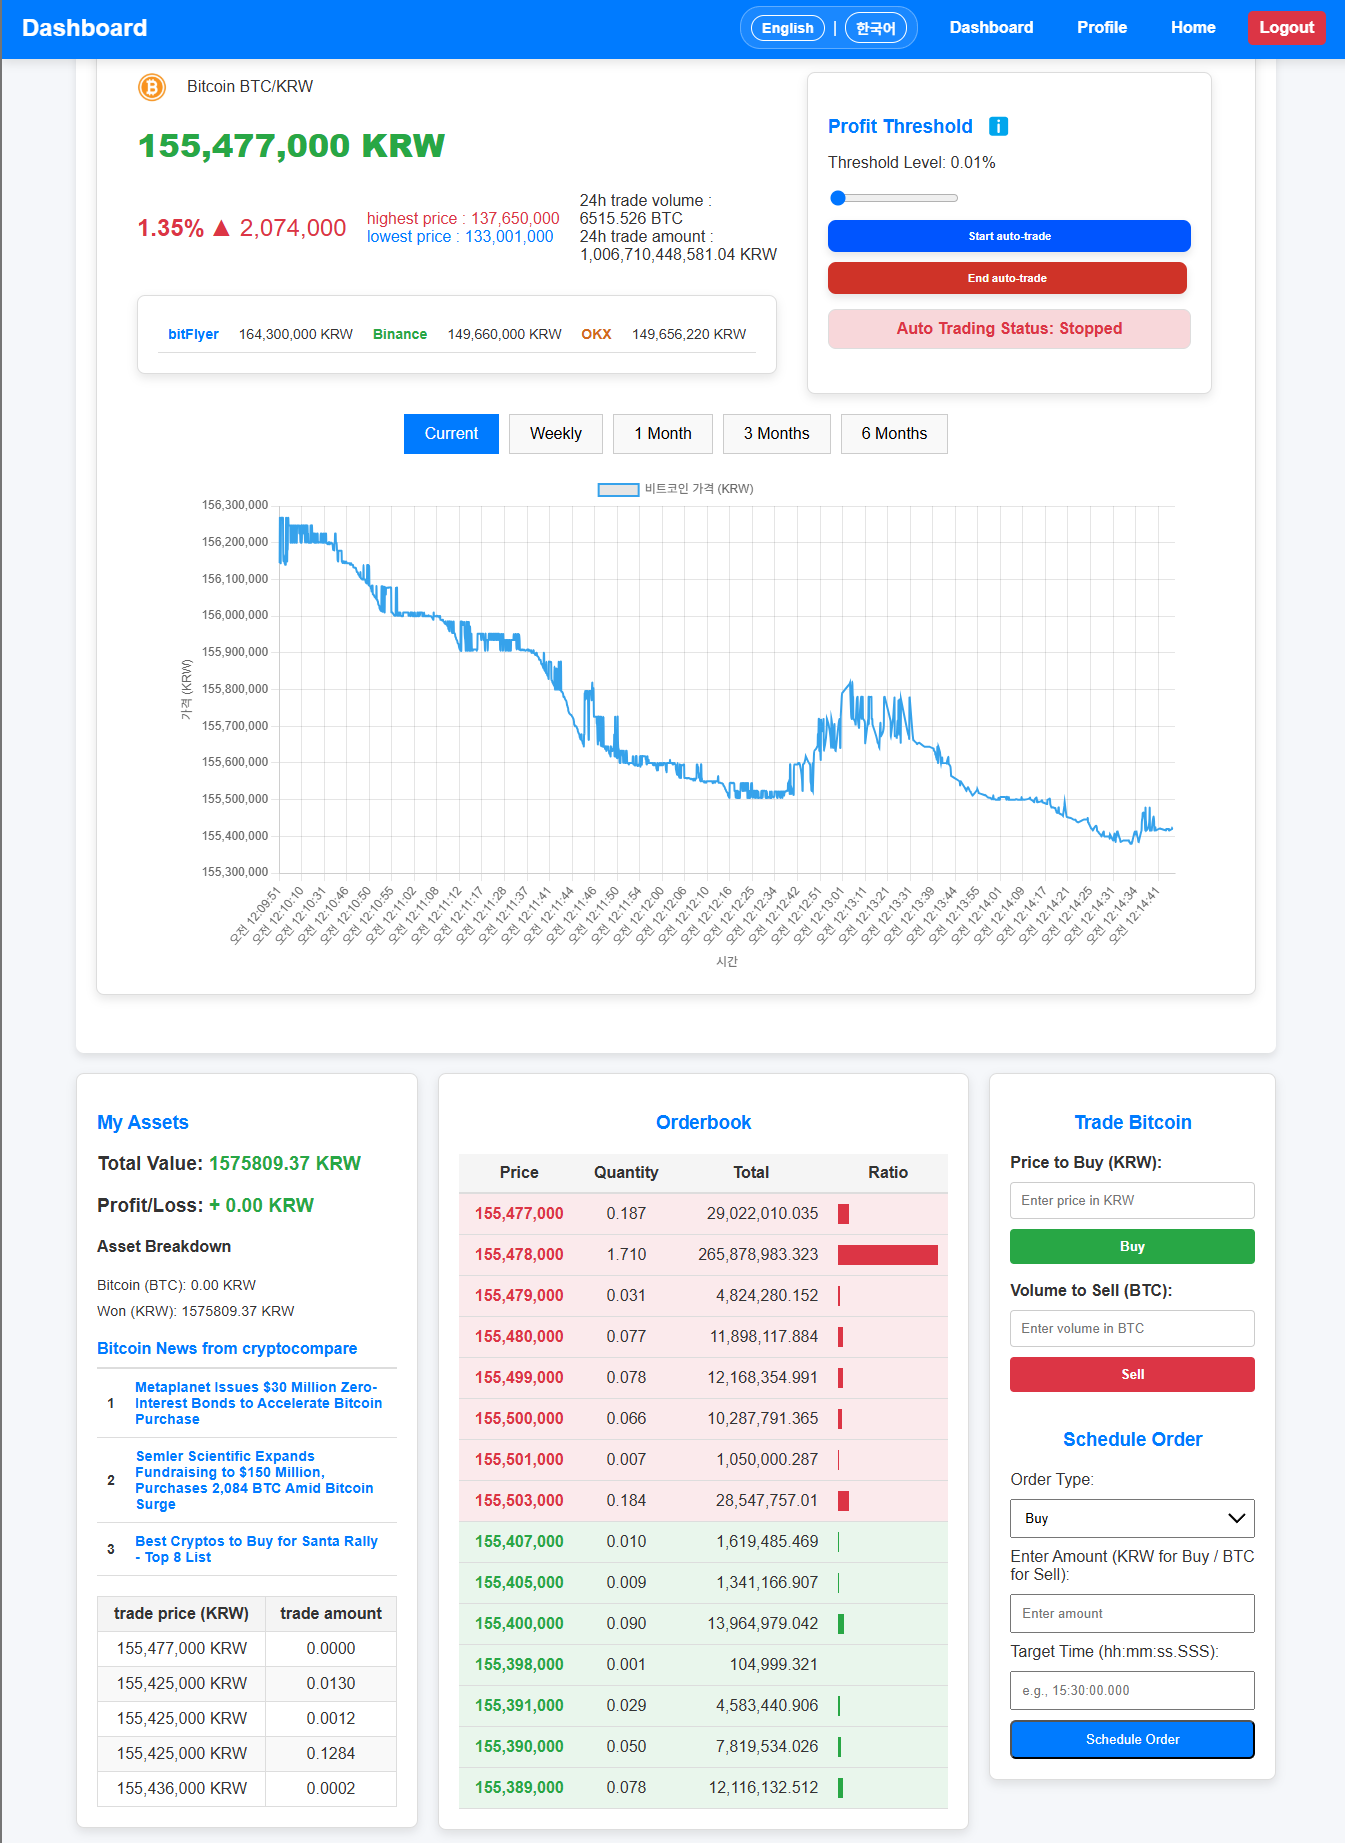 Dashboard
English | 한국어 Dashboard Profile Home Logout
Bitcoin BTC/KRW
155,477,000 KRW
1.35% ▲ 2,074,000
highest price : 137,650,000
lowest price : 133,001,000
24h trade volume :
6515.526 BTC
24h trade amount :
1,006,710,448,581.04 KRW
bitFlyer 164,300,000 KRW Binance 149,660,000 KRW OKX 149,656,220 KRW
Profit Threshold i
Threshold Level: 0.01%
Start auto-trade
End auto-trade
Auto Trading Status: Stopped
Current Weekly 1 Month 3 Months 6 Months
비트코인 가격 (KRW)
가격 (KRW)
156,300,000
156,200,000
156,100,000
156,000,000
155,900,000
155,800,000
155,700,000
155,600,000
155,500,000
155,400,000
155,300,000
오전 12:09:51
오전 12:10:10
오전 12:10:31
오전 12:10:46
오전 12:10:50
오전 12:10:55
오전 12:11:02
오전 12:11:08
오전 12:11:12
오전 12:11:17
오전 12:11:28
오전 12:11:37
오전 12:11:41
오전 12:11:44
오전 12:11:46
오전 12:11:50
오전 12:11:54
오전 12:12:00
오전 12:12:06
오전 12:12:10
오전 12:12:16
오전 12:12:25
오전 12:12:34
오전 12:12:42
오전 12:12:51
오전 12:13:01
오전 12:13:11
오전 12:13:21
오전 12:13:31
오전 12:13:39
오전 12:13:44
오전 12:13:55
오전 12:14:01
오전 12:14:09
오전 12:14:17
오전 12:14:21
오전 12:14:25
오전 12:14:31
오전 12:14:34
오전 12:14:41
시간
My Assets
Total Value: 1575809.37 KRW
Profit/Loss: + 0.00 KRW
Asset Breakdown
Bitcoin (BTC): 0.00 KRW
Won (KRW): 1575809.37 KRW
Bitcoin News from cryptocompare
1 Metaplanet Issues $30 Million Zero-
Interest Bonds to Accelerate Bitcoin
Purchase
2 Semler Scientific Expands
Fundraising to $150 Million,
Purchases 2,084 BTC Amid Bitcoin
Surge
3 Best Cryptos to Buy for Santa Rally
- Top 8 List
trade price (KRW) trade amount
155,477,000 KRW 0.0000
155,425,000 KRW 0.0130
155,425,000 KRW 0.0012
155,425,000 KRW 0.1284
155,436,000 KRW 0.0002
Orderbook
Price Quantity Total Ratio
155,477,000 0.187 29,022,010.035
155,478,000 1.710 265,878,983.323
155,479,000 0.031 4,824,280.152
155,480,000 0.077 11,898,117.884
155,499,000 0.078 12,168,354.991
155,500,000 0.066 10,287,791.365
155,501,000 0.007 1,050,000.287
155,503,000 0.184 28,547,757.01
155,407,000 0.010 1,619,485.469
155,405,000 0.009 1,341,166.907
155,400,000 0.090 13,964,979.042
155,398,000 0.001 104,999.321
155,391,000 0.029 4,583,440.906
155,390,000 0.050 7,819,534.026
155,389,000 0.078 12,116,132.512
Trade Bitcoin
Price to Buy (KRW):
Enter price in KRW
Buy
Volume to Sell (BTC):
Enter volume in BTC
Sell
Schedule Order
Order Type:
Buy
Enter Amount (KRW for Buy / BTC
for Sell):
Enter amount
Target Time (hh:mm:ss.SSS):
e.g., 15:30:00.000
Schedule Order